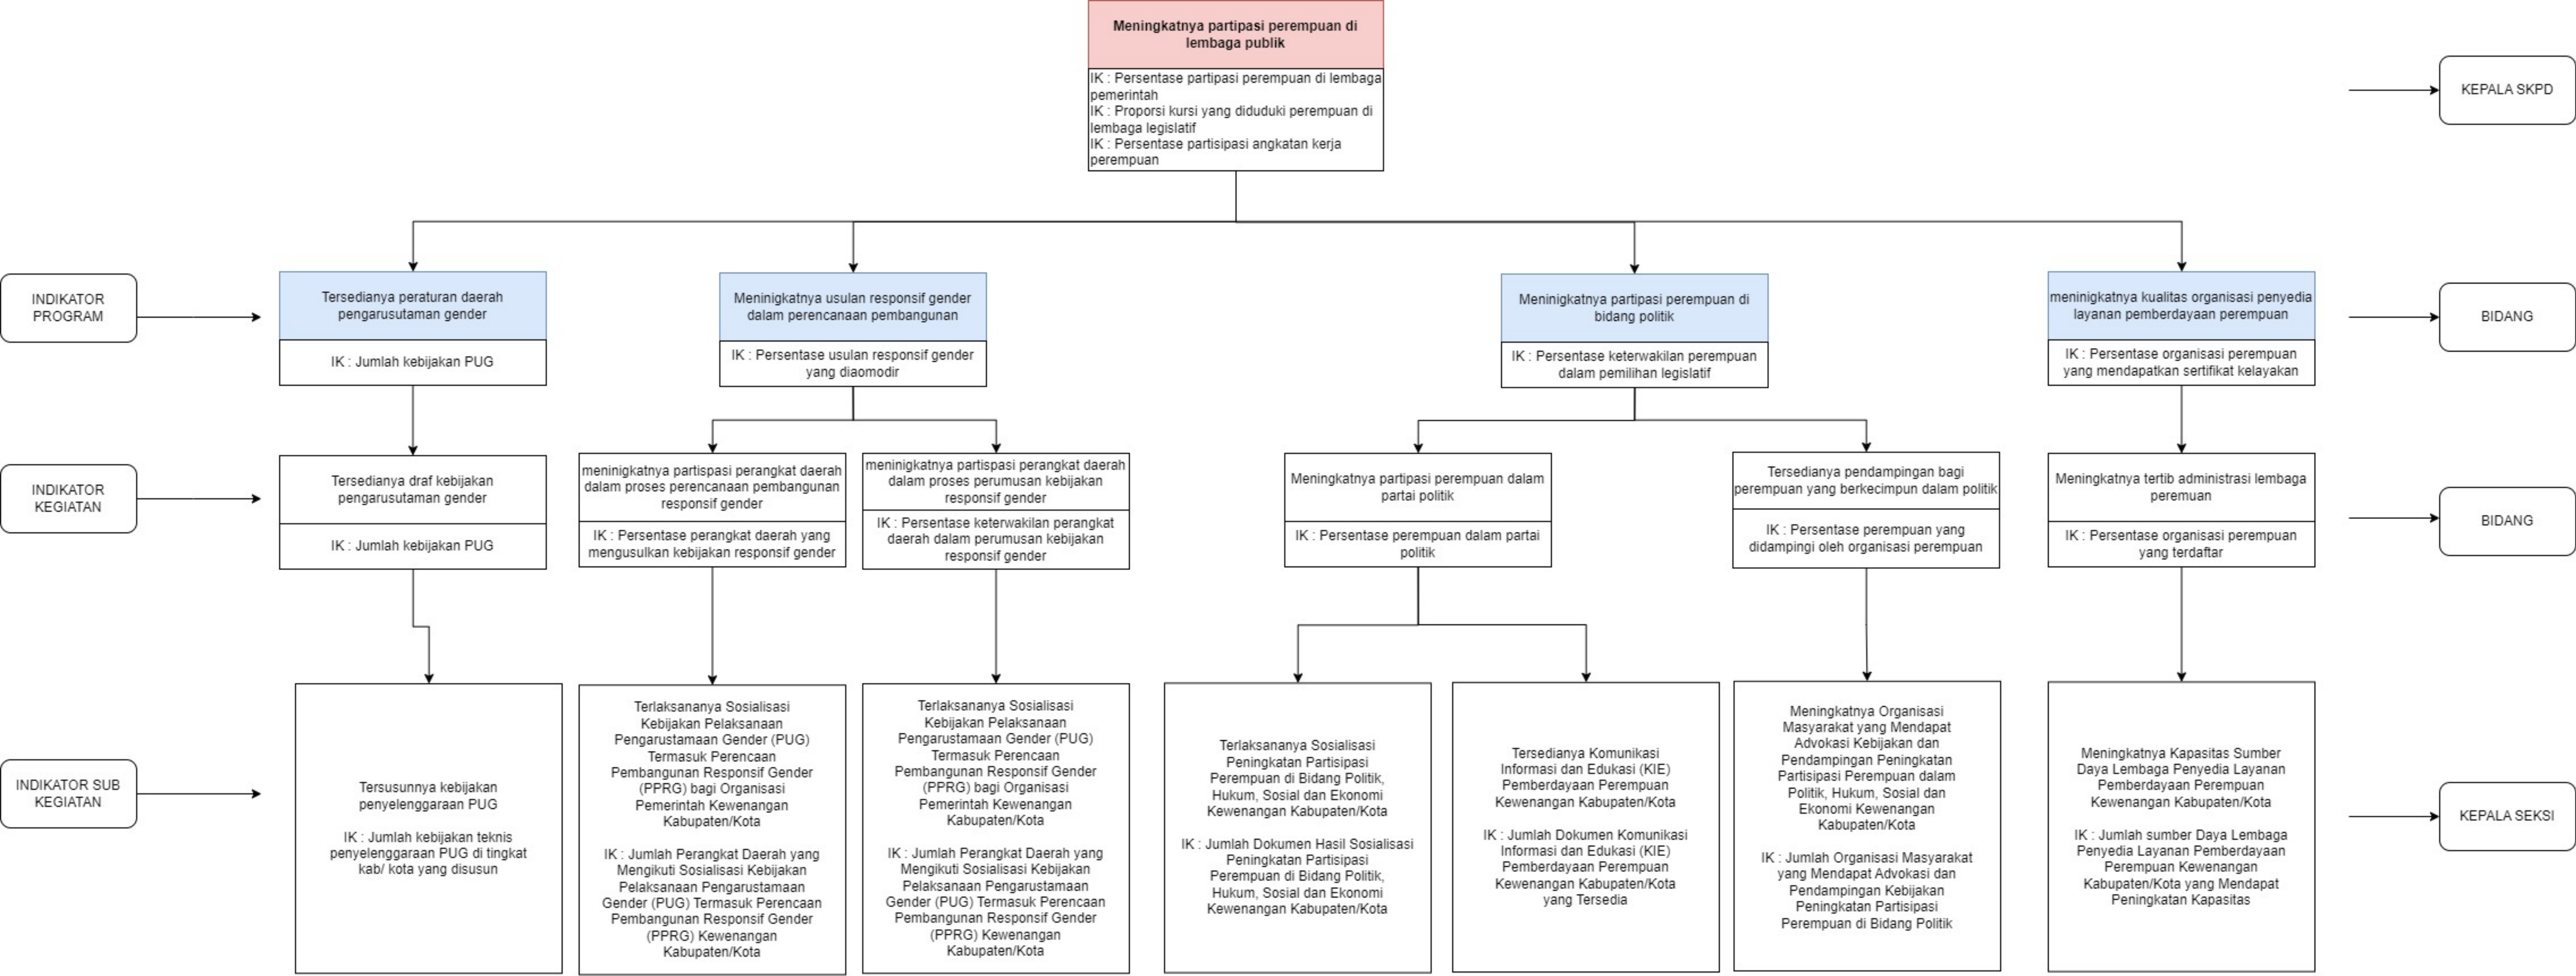 Meningkatnya partipasi perempuan di
lembaga publik
IK : Persentase partipasi perempuan di lembaga
pemerintah
IK : Proporsi kursi yang diduduki perempuan di
lembaga legislatif
IK : Persentase partisipasi angkatan kerja
perempuan
KEPALA SKPD
INDIKATOR
PROGRAM
Tersedianya peraturan daerah
pengarusutaman gender
IK : Jumlah kebijakan PUG
Meninigkatnya usulan responsif gender
dalam perencanaan pembangunan
IK : Persentase usulan responsif gender
yang diaomodir
Meninigkatnya partipasi perempuan di
bidang politik
IK : Persentase keterwakilan perempuan
dalam pemilihan legislatif
meninigkatnya kualitas organisasi penyedia
layanan pemberdayaan perempuan
IK : Persentase organisasi perempuan
yang mendapatkan sertifikat kelayakan
BIDANG
INDIKATOR
KEGIATAN
Tersedianya draf kebijakan
pengarusutaman gender
IK : Jumlah kebijakan PUG
meninigkatnya partispasi perangkat daerah
dalam proses perencanaan pembangunan
responsif gender
IK : Persentase perangkat daerah yang
mengusulkan kebijakan responsif gender
meninigkatnya partispasi perangkat daerah
dalam proses perumusan kebijakan
responsif gender
IK : Persentase keterwakilan perangkat
daerah dalam perumusan kebijakan
responsif gender
Meningkatnya partipasi perempuan dalam
partai politik
IK : Persentase perempuan dalam partai
politik
Tersedianya pendampingan bagi
perempuan yang berkecimpun dalam politik
IK : Persentase perempuan yang
didampingi oleh organisasi perempuan
Meningkatnya tertib administrasi lembaga
peremuan
IK : Persentase organisasi perempuan
yang terdaftar
BIDANG
INDIKATOR SUB
KEGIATAN
Tersusunnya kebijakan
penyelenggaraan PUG
IK : Jumlah kebijakan teknis
penyelenggaraan PUG di tingkat
kab/ kota yang disusun
Terlaksananya Sosialisasi
Kebijakan Pelaksanaan
Pengarustamaan Gender (PUG)
Termasuk Perencaan
Pembangunan Responsif Gender
(PPRG) bagi Organisasi
Pemerintah Kewenangan
Kabupaten/Kota
IK : Jumlah Perangkat Daerah yang
Mengikuti Sosialisasi Kebijakan
Pelaksanaan Pengarustamaan
Gender (PUG) Termasuk Perencaan
Pembangunan Responsif Gender
(PPRG) Kewenangan
Kabupaten/Kota
Terlaksananya Sosialisasi
Kebijakan Pelaksanaan
Pengarustamaan Gender (PUG)
Termasuk Perencaan
Pembangunan Responsif Gender
(PPRG) bagi Organisasi
Pemerintah Kewenangan
Kabupaten/Kota
IK : Jumlah Perangkat Daerah yang
Mengikuti Sosialisasi Kebijakan
Pelaksanaan Pengarustamaan
Gender (PUG) Termasuk Perencaan
Pembangunan Responsif Gender
(PPRG) Kewenangan
Kabupaten/Kota
Terlaksananya Sosialisasi
Peningkatan Partisipasi
Perempuan di Bidang Politik,
Hukum, Sosial dan Ekonomi
Kewenangan Kabupaten/Kota
IK : Jumlah Dokumen Hasil Sosialisasi
Peningkatan Partisipasi
Perempuan di Bidang Politik,
Hukum, Sosial dan Ekonomi
Kewenangan Kabupaten/Kota
Tersedianya Komunikasi
Informasi dan Edukasi (KIE)
Pemberdayaan Perempuan
Kewenangan Kabupaten/Kota
IK : Jumlah Dokumen Komunikasi
Informasi dan Edukasi (KIE)
Pemberdayaan Perempuan
Kewenangan Kabupaten/Kota
yang Tersedia
Meningkatnya Organisasi
Masyarakat yang Mendapat
Advokasi Kebijakan dan
Pendampingan Peningkatan
Partisipasi Perempuan dalam
Politik, Hukum, Sosial dan
Ekonomi Kewenangan
Kabupaten/Kota
IK : Jumlah Organisasi Masyarakat
yang Mendapat Advokasi dan
Pendampingan Kebijakan
Peningkatan Partisipasi
Perempuan di Bidang Politik
Meningkatnya Kapasitas Sumber
Daya Lembaga Penyedia Layanan
Pemberdayaan Perempuan
Kewenangan Kabupaten/Kota
IK : Jumlah sumber Daya Lembaga
Penyedia Layanan Pemberdayaan
Perempuan Kewenangan
Kabupaten/Kota yang Mendapat
Peningkatan Kapasitas
KEPALA SEKSI